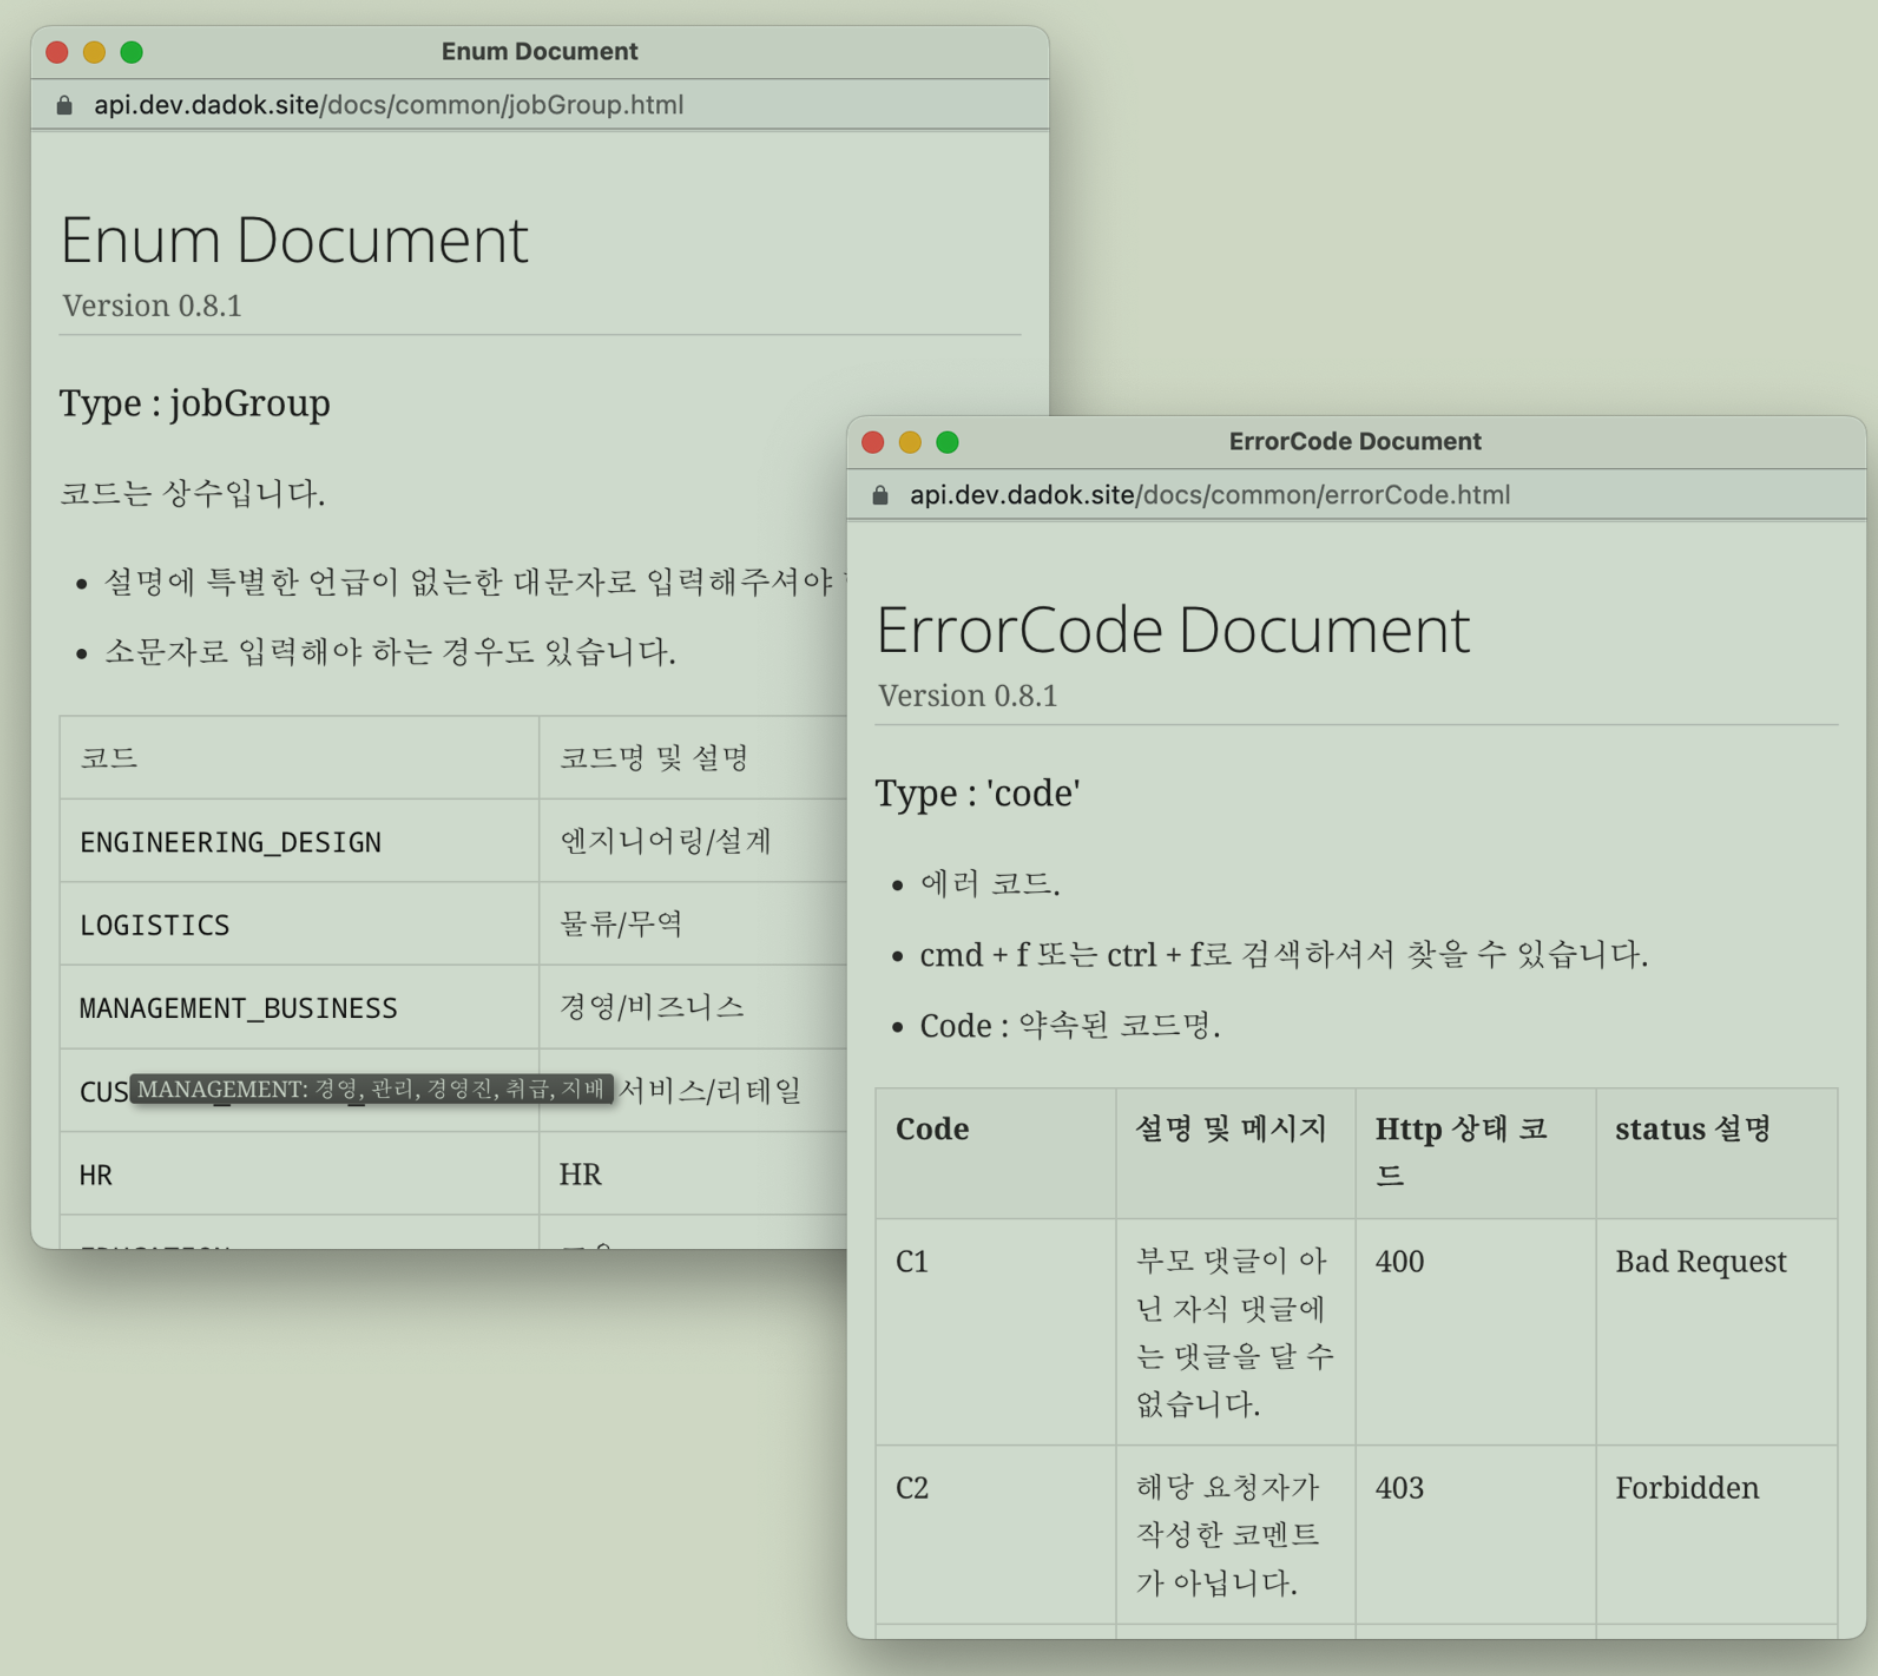 Enum Document
api.dev.dadok.site/docs/common/jobGroup.html
Enum Document
Version 0.8.1
Type : jobGroup
코드는 상수입니다.
• 설명에 특별한 언급이 없는한 대문자로 입력해주셔야
• 소문자로 입력해야 하는 경우도 있습니다.
코드 코드명 및 설명
ENGINEERING_DESIGN 엔지니어링/설계
LOGISTICS 물류/무역
MANAGEMENT_BUSINESS 경영/비즈니스
CUS MANAGEMENT: 경영, 관리, 경영진, 취급, 지배 서비스/리테일
HR HR
ErrorCode Document
api.dev.dadok.site/docs/common/errorCode.html
ErrorCode Document
Version 0.8.1
Type : 'code'
• 에러 코드.
• cmd + f 또는 ctrl + f로 검색하셔서 찾을 수 있습니다.
• Code : 약속된 코드명.
Code 설명 및 메시지 Http 상태 코
드
status 설명
C1 부모 댓글이 아
닌 자식 댓글에
는 댓글을 달 수
없습니다.
400 Bad Request
C2 해당 요청자가
작성한 코멘트
가 아닙니다.
403 Forbidden